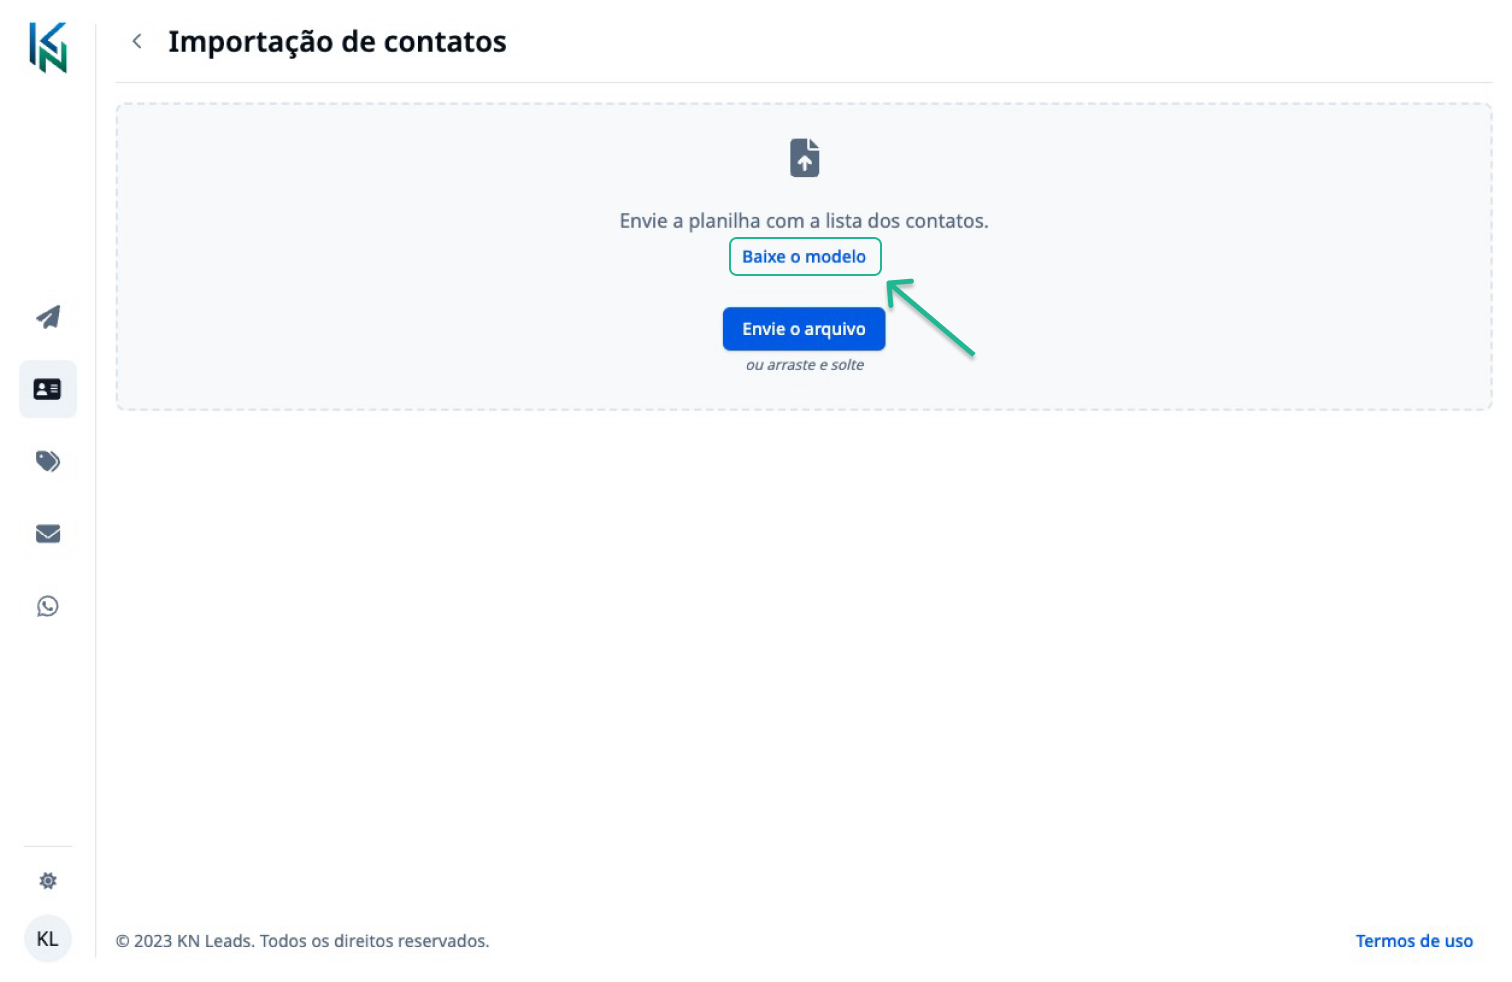 KN
Importação de contatos
Envie a planilha com a lista dos contatos.
Baixe o modelo
Envie o arquivo
ou arraste e solte
KL
© 2023 KN Leads. Todos os direitos reservados.
Termos de uso